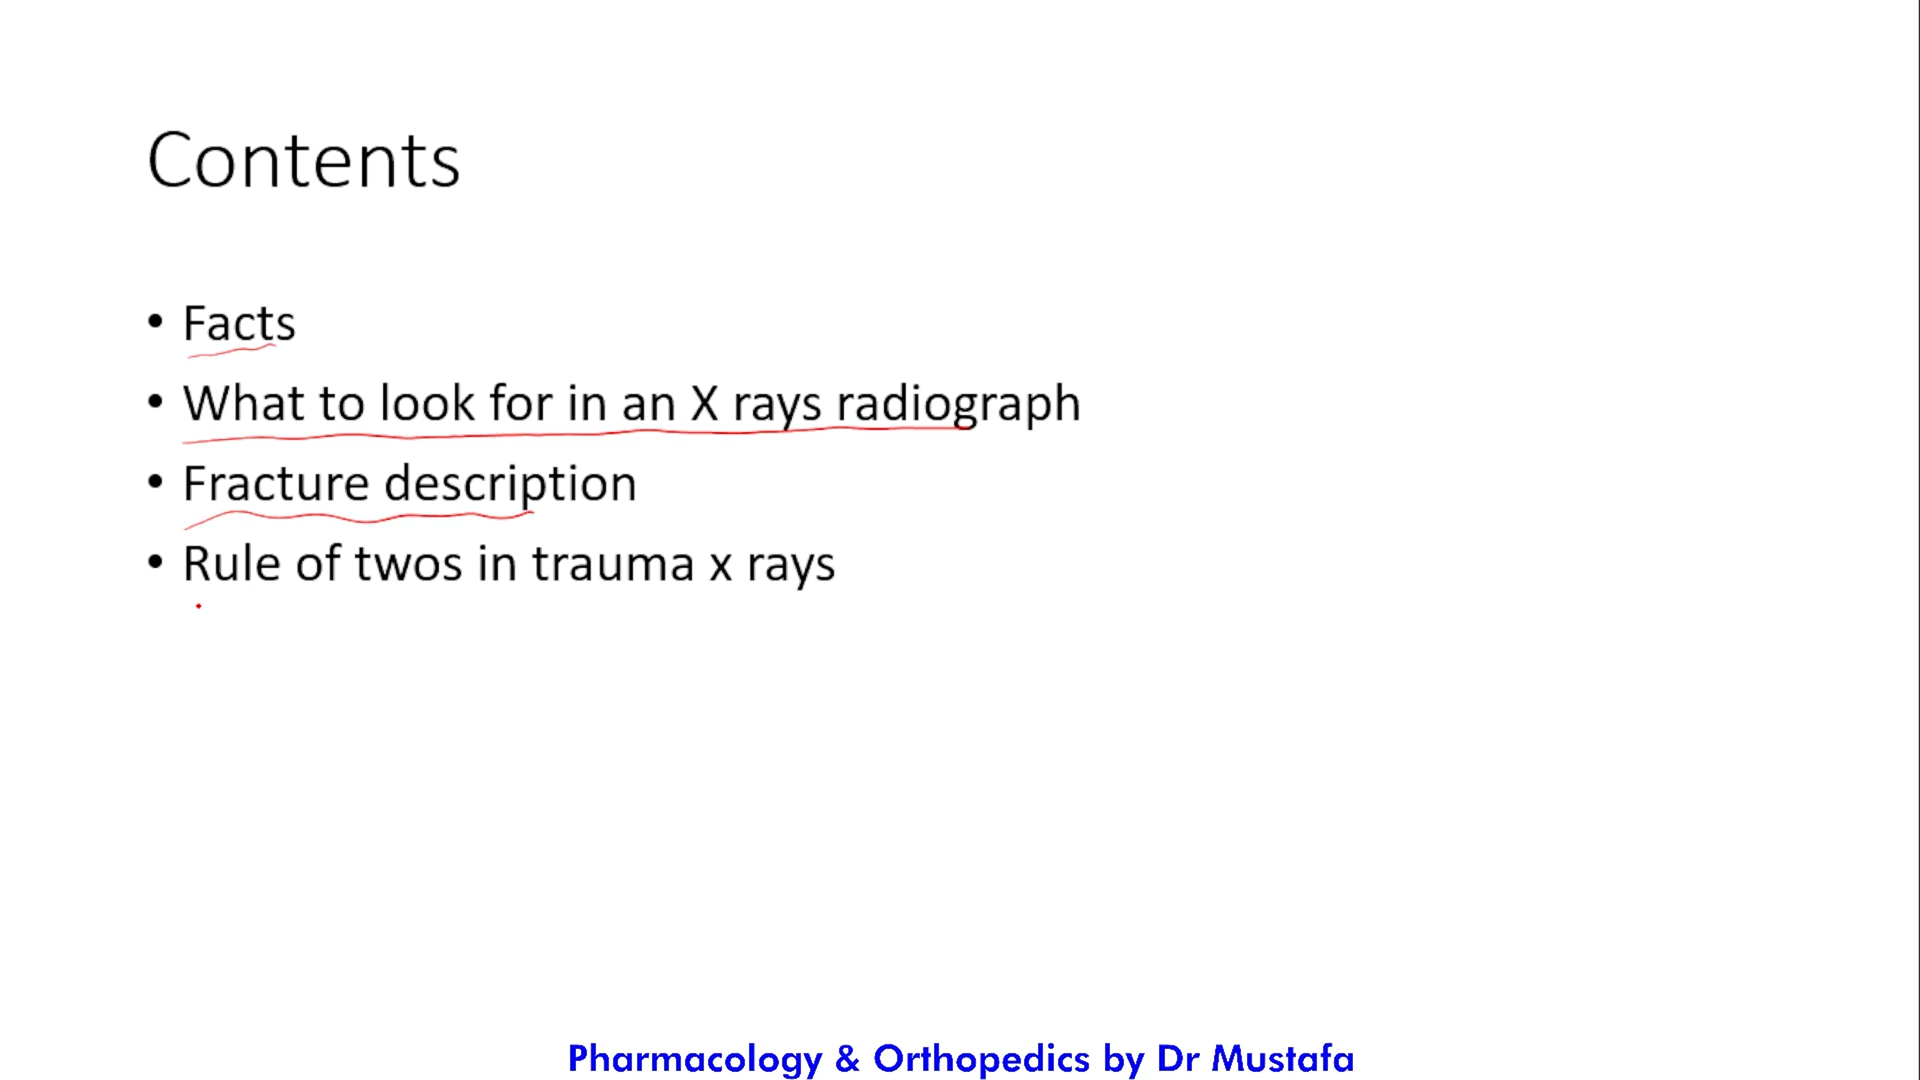 Contents
• Facts
• What to look for in an X rays radiograph
• Fracture description
• Rule of twos in trauma x rays
Pharmacology & Orthopedics by Dr Mustafa